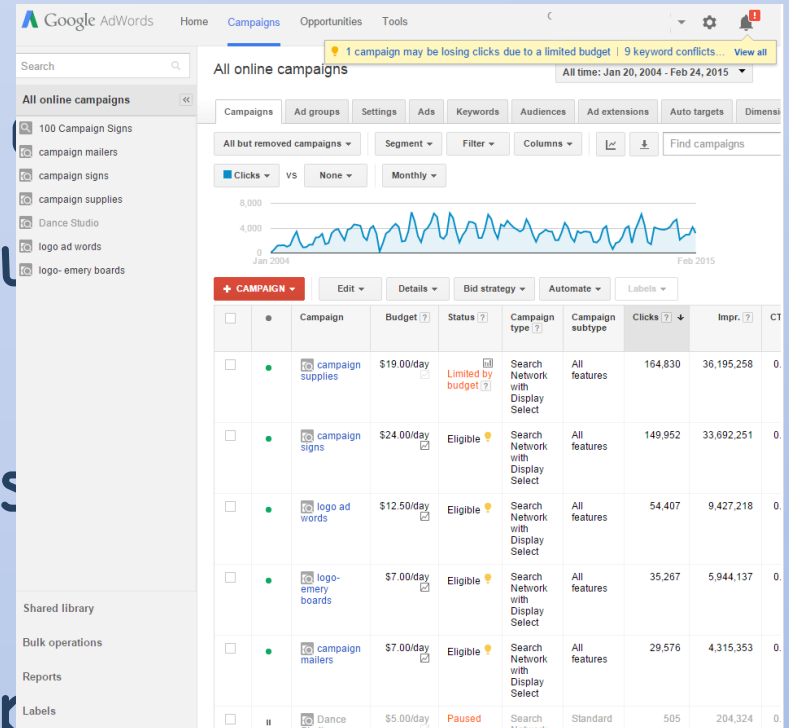 Google AdWords Home Campaigns Opportunities Tools
1 campaign may be losing clicks due to a limited budget | 9 keyword conflicts... View all
Search
All online campaigns
All time: Jan 20, 2004 - Feb 24, 2015
All online campaigns «
100 Campaign Signs
campaign mailers
campaign signs
campaign supplies
Dance Studio
logo ad words
logo- emery boards
Shared library
Bulk operations
Reports
Labels
Campaigns Ad groups Settings Ads Keywords Audiences Ad extensions Auto targets Dimensi
All but removed campaigns Segment Filter Columns Find campaigns
Clicks VS None Monthly
8,000
4,000
0
Jan 2004 Feb 2015
+ CAMPAIGN Edit Details Bid strategy Automate Labels
Campaign Budget ? Status ? Campaign type ? Campaign subtype Clicks ? Impr. ? CT
campaign supplies $19.00/day Limited by budget ? Search Network with Display Select All features 164,830 36,195,258 0.
campaign signs $24.00/day Eligible Search Network with Display Select All features 149,952 33,692,251 0.
logo ad words $12.50/day Eligible Search Network with Display Select All features 54,407 9,427,218 0.
logo- emery boards $7.00/day Eligible Search Network with Display Select All features 35,267 5,944,137 0.
campaign mailers $7.00/day Eligible Search Network with Display Select All features 29,576 4,315,353 0.
Dance $5.00/day Paused Search Standard 505 204,324 0.